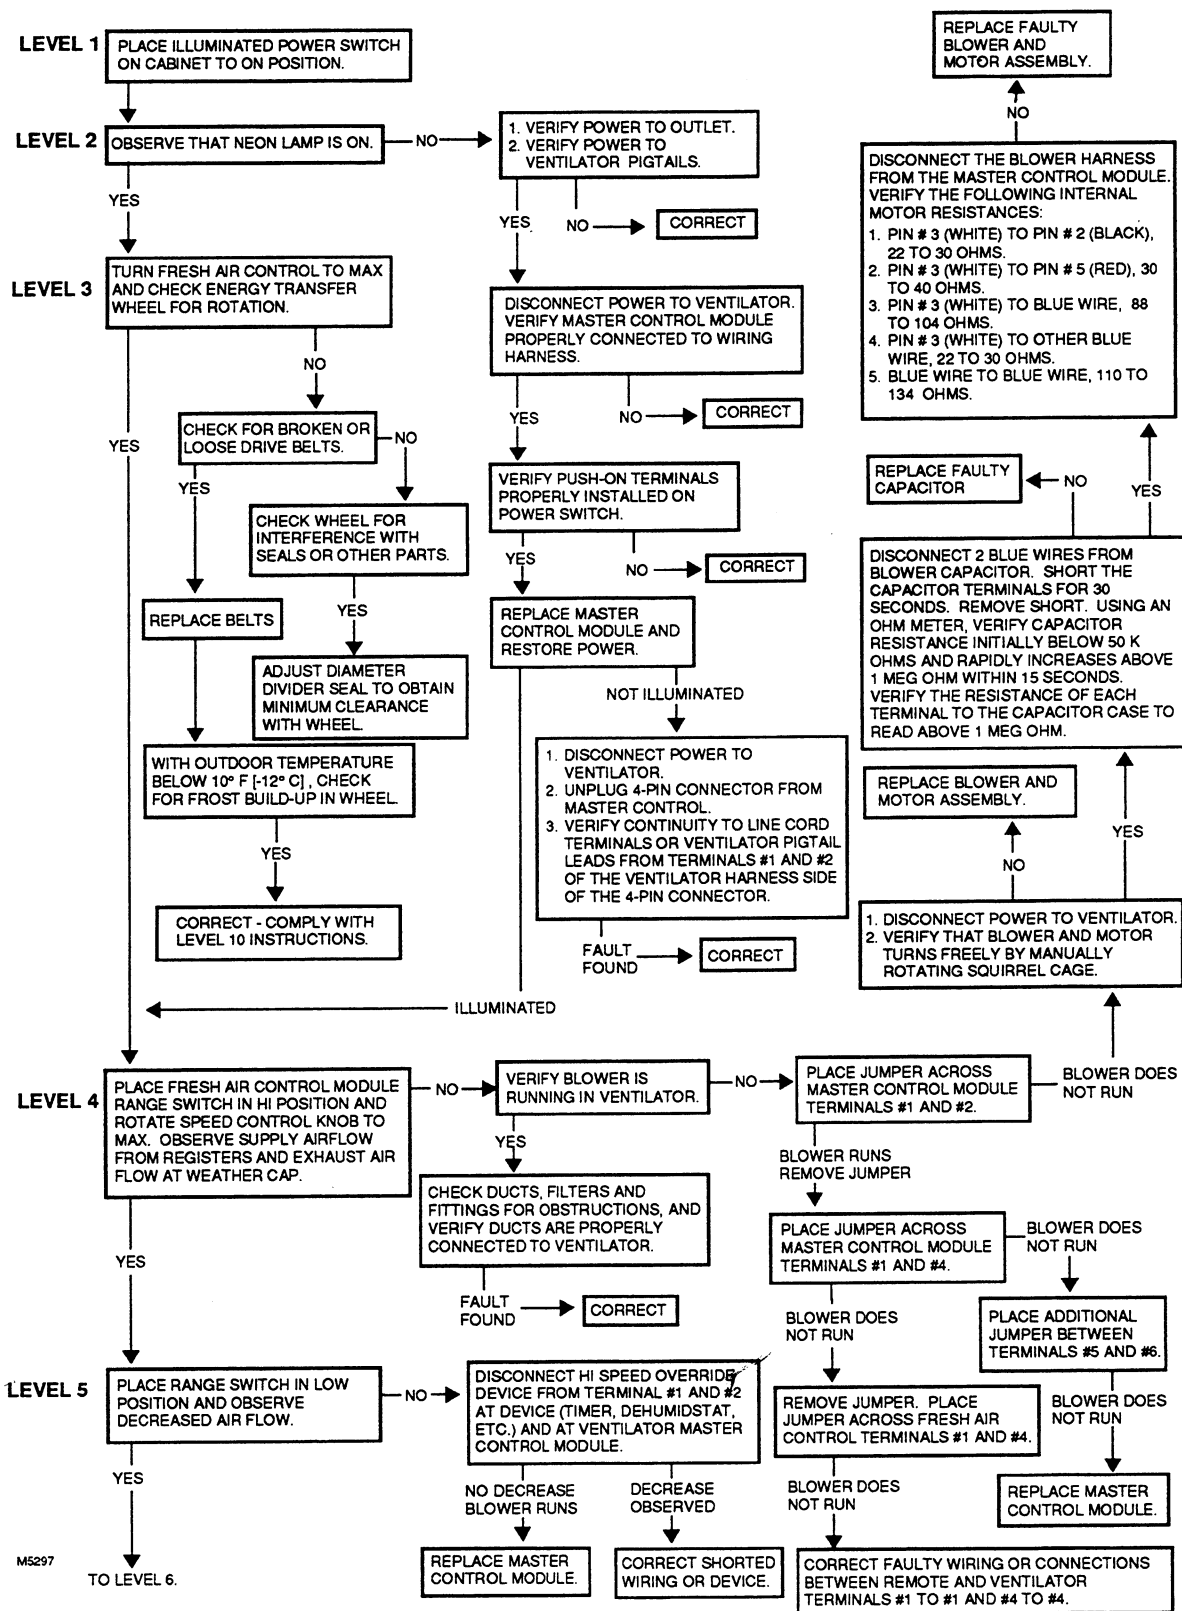 LEVEL 1
PLACE ILLUMINATED POWER SWITCH
ON CABINET TO ON POSITION.
LEVEL 2
OBSERVE THAT NEON LAMP IS ON.
NO
1. VERIFY POWER TO OUTLET.
2. VERIFY POWER TO
VENTILATOR PIGTAILS.
YES
NO
CORRECT
YES
LEVEL 3
TURN FRESH AIR CONTROL TO MAX
AND CHECK ENERGY TRANSFER
WHEEL FOR ROTATION.
NO
YES
CHECK FOR BROKEN OR
LOOSE DRIVE BELTS.
NO
YES
CHECK WHEEL FOR
INTERFERENCE WITH
SEALS OR OTHER PARTS.
YES
REPLACE BELTS
ADJUST DIAMETER
DIVIDER SEAL TO OBTAIN
MINIMUM CLEARANCE
WITH WHEEL.
WITH OUTDOOR TEMPERATURE
BELOW 10° F [-12° C] , CHECK
FOR FROST BUILD-UP IN WHEEL.
YES
CORRECT - COMPLY WITH
LEVEL 10 INSTRUCTIONS.
DISCONNECT POWER TO VENTILATOR.
VERIFY MASTER CONTROL MODULE
PROPERLY CONNECTED TO WIRING
HARNESS.
YES
NO
CORRECT
VERIFY PUSH-ON TERMINALS
PROPERLY INSTALLED ON
POWER SWITCH.
YES
NO
CORRECT
REPLACE MASTER
CONTROL MODULE AND
RESTORE POWER.
NOT ILLUMINATED
1. DISCONNECT POWER TO
VENTILATOR.
2. UNPLUG 4-PIN CONNECTOR FROM
MASTER CONTROL.
3. VERIFY CONTINUITY TO LINE CORD
TERMINALS OR VENTILATOR PIGTAIL
LEADS FROM TERMINALS #1 AND #2
OF THE VENTILATOR HARNESS SIDE
OF THE 4-PIN CONNECTOR.
FAULT
FOUND
CORRECT
ILLUMINATED
REPLACE FAULTY
BLOWER AND
MOTOR ASSEMBLY.
NO
DISCONNECT THE BLOWER HARNESS
FROM THE MASTER CONTROL MODULE.
VERIFY THE FOLLOWING INTERNAL
MOTOR RESISTANCES:
1. PIN # 3 (WHITE) TO PIN # 2 (BLACK),
22 TO 30 OHMS.
2. PIN # 3 (WHITE) TO PIN # 5 (RED), 30
TO 40 OHMS.
3. PIN # 3 (WHITE) TO BLUE WIRE, 88
TO 104 OHMS.
4. PIN # 3 (WHITE) TO OTHER BLUE
WIRE, 22 TO 30 OHMS.
5. BLUE WIRE TO BLUE WIRE, 110 TO
134 OHMS.
REPLACE FAULTY
CAPACITOR
NO
YES
DISCONNECT 2 BLUE WIRES FROM
BLOWER CAPACITOR. SHORT THE
CAPACITOR TERMINALS FOR 30
SECONDS. REMOVE SHORT. USING AN
OHM METER, VERIFY CAPACITOR
RESISTANCE INITIALLY BELOW 50 K
OHMS AND RAPIDLY INCREASES ABOVE
1 MEG OHM WITHIN 15 SECONDS.
VERIFY THE RESISTANCE OF EACH
TERMINAL TO THE CAPACITOR CASE TO
READ ABOVE 1 MEG OHM.
REPLACE BLOWER AND
MOTOR ASSEMBLY.
NO
YES
1. DISCONNECT POWER TO VENTILATOR.
2. VERIFY THAT BLOWER AND MOTOR
TURNS FREELY BY MANUALLY
ROTATING SQUIRREL CAGE.
LEVEL 4
PLACE FRESH AIR CONTROL MODULE
RANGE SWITCH IN HI POSITION AND
ROTATE SPEED CONTROL KNOB TO
MAX. OBSERVE SUPPLY AIRFLOW
FROM REGISTERS AND EXHAUST AIR
FLOW AT WEATHER CAP.
NO
VERIFY BLOWER IS
RUNNING IN VENTILATOR.
NO
PLACE JUMPER ACROSS
MASTER CONTROL MODULE
TERMINALS #1 AND #2.
BLOWER DOES
NOT RUN
YES
CHECK DUCTS, FILTERS AND
FITTINGS FOR OBSTRUCTIONS, AND
VERIFY DUCTS ARE PROPERLY
CONNECTED TO VENTILATOR.
FAULT
FOUND
CORRECT
BLOWER RUNS
REMOVE JUMPER
PLACE JUMPER ACROSS
MASTER CONTROL MODULE
TERMINALS #1 AND #4.
BLOWER DOES
NOT RUN
BLOWER DOES
NOT RUN
PLACE ADDITIONAL
JUMPER BETWEEN
TERMINALS #5 AND #6.
BLOWER DOES
NOT RUN
REPLACE MASTER
CONTROL MODULE.
REMOVE JUMPER. PLACE
JUMPER ACROSS FRESH AIR
CONTROL TERMINALS #1 AND #4.
BLOWER DOES
NOT RUN
CORRECT FAULTY WIRING OR CONNECTIONS
BETWEEN REMOTE AND VENTILATOR
TERMINALS #1 TO #1 AND #4 TO #4.
YES
LEVEL 5
PLACE RANGE SWITCH IN LOW
POSITION AND OBSERVE
DECREASED AIR FLOW.
NO
DISCONNECT HI SPEED OVERRIDE
DEVICE FROM TERMINAL #1 AND #2
AT DEVICE (TIMER, DEHUMIDSTAT,
ETC.) AND AT VENTILATOR MASTER
CONTROL MODULE.
NO DECREASE
BLOWER RUNS
DECREASE
OBSERVED
REPLACE MASTER
CONTROL MODULE.
CORRECT SHORTED
WIRING OR DEVICE.
YES
M5297
TO LEVEL 6.